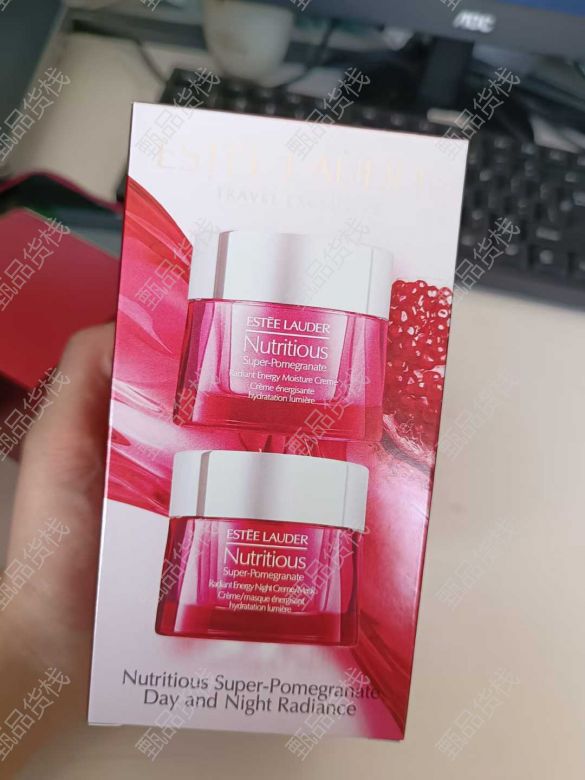 AOC
ESTĒE LAUDER
TRAVEL EXCLUSIVE
ESTĒE LAUDER
Nutritious
Super-Pomegranate
Radiant Energy Moisture Creme
Crème énergisante
hydratation lumière
ESTĒE LAUDER
Nutritious
Super-Pomegranate
Radiant Energy Night Creme/Mask
Crème/masque énergisant
hydratation lumière
Nutritious Super-Pomegranate
Day and Night Radiance
甄品货栈